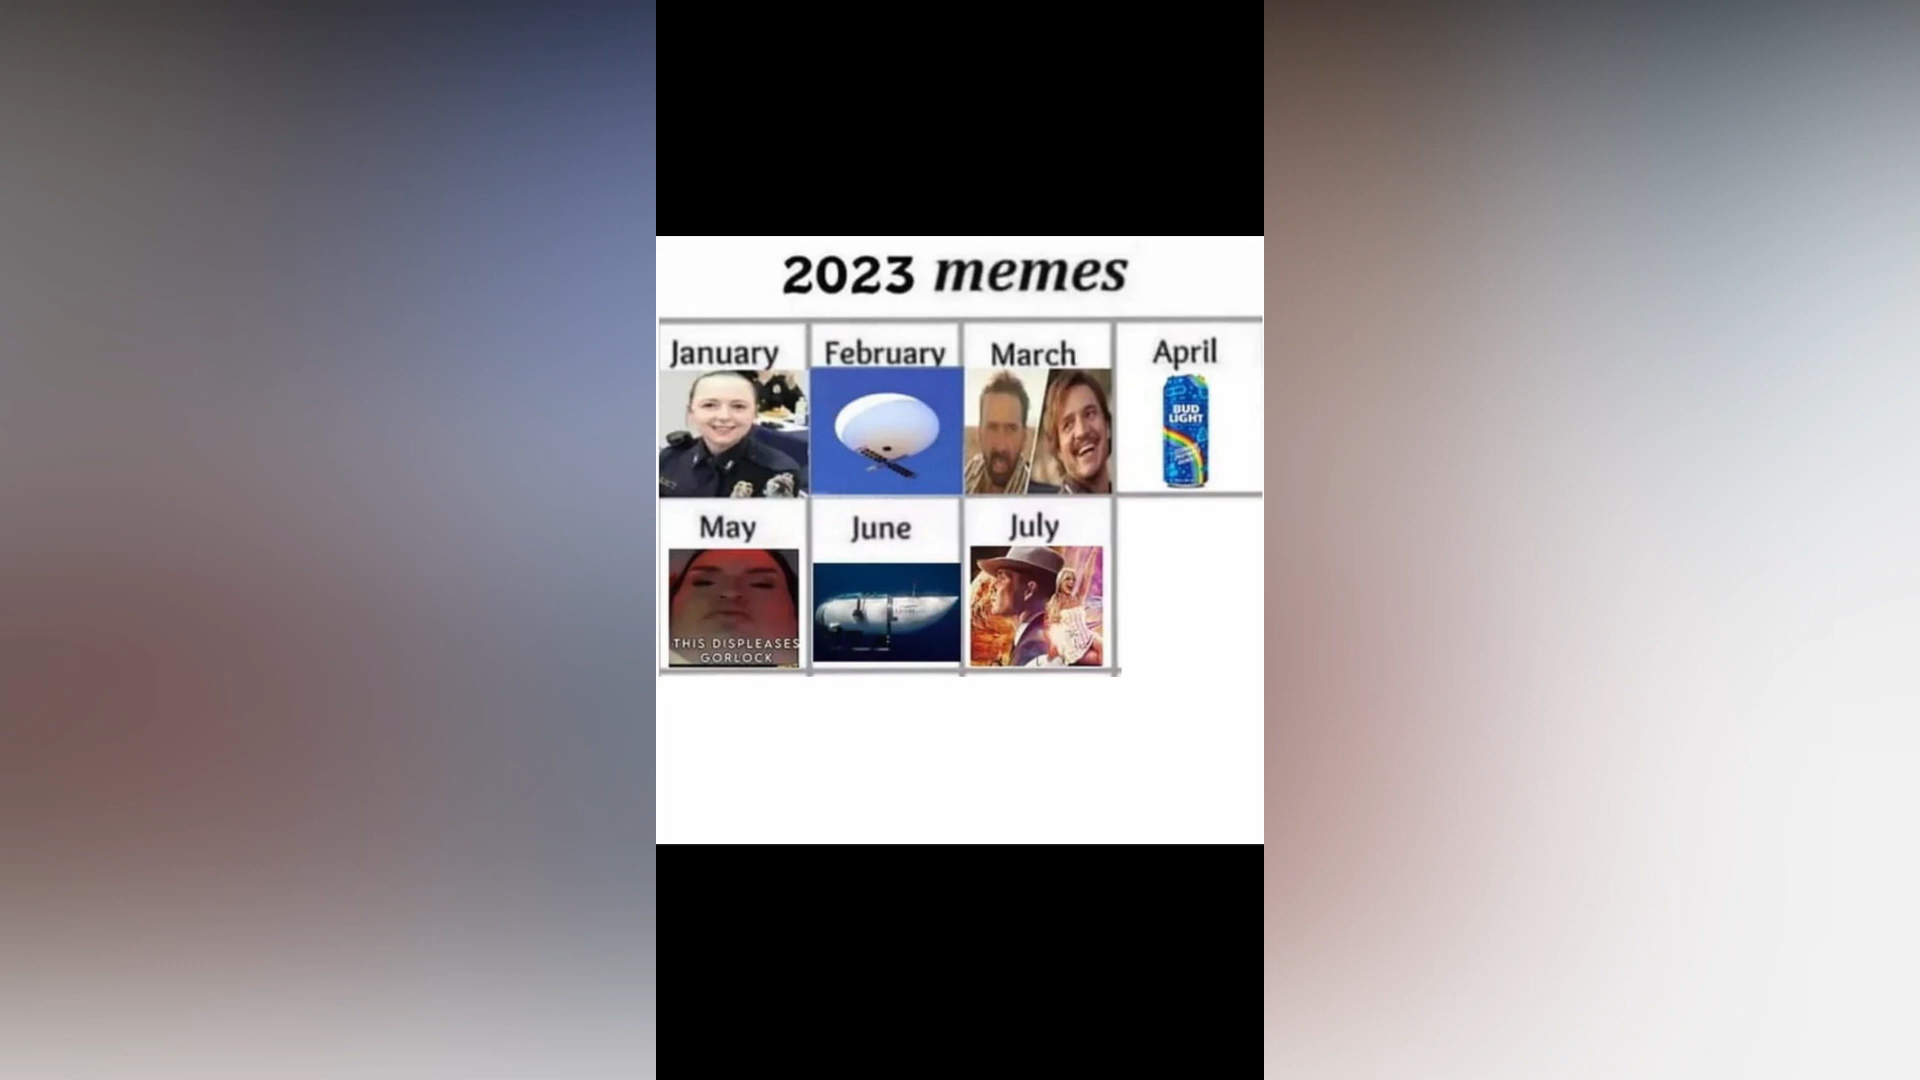 2023 memes
January
February
March
April
BUD
LIGHT
May
June
July
THIS DISPLEASES
GORLOCK